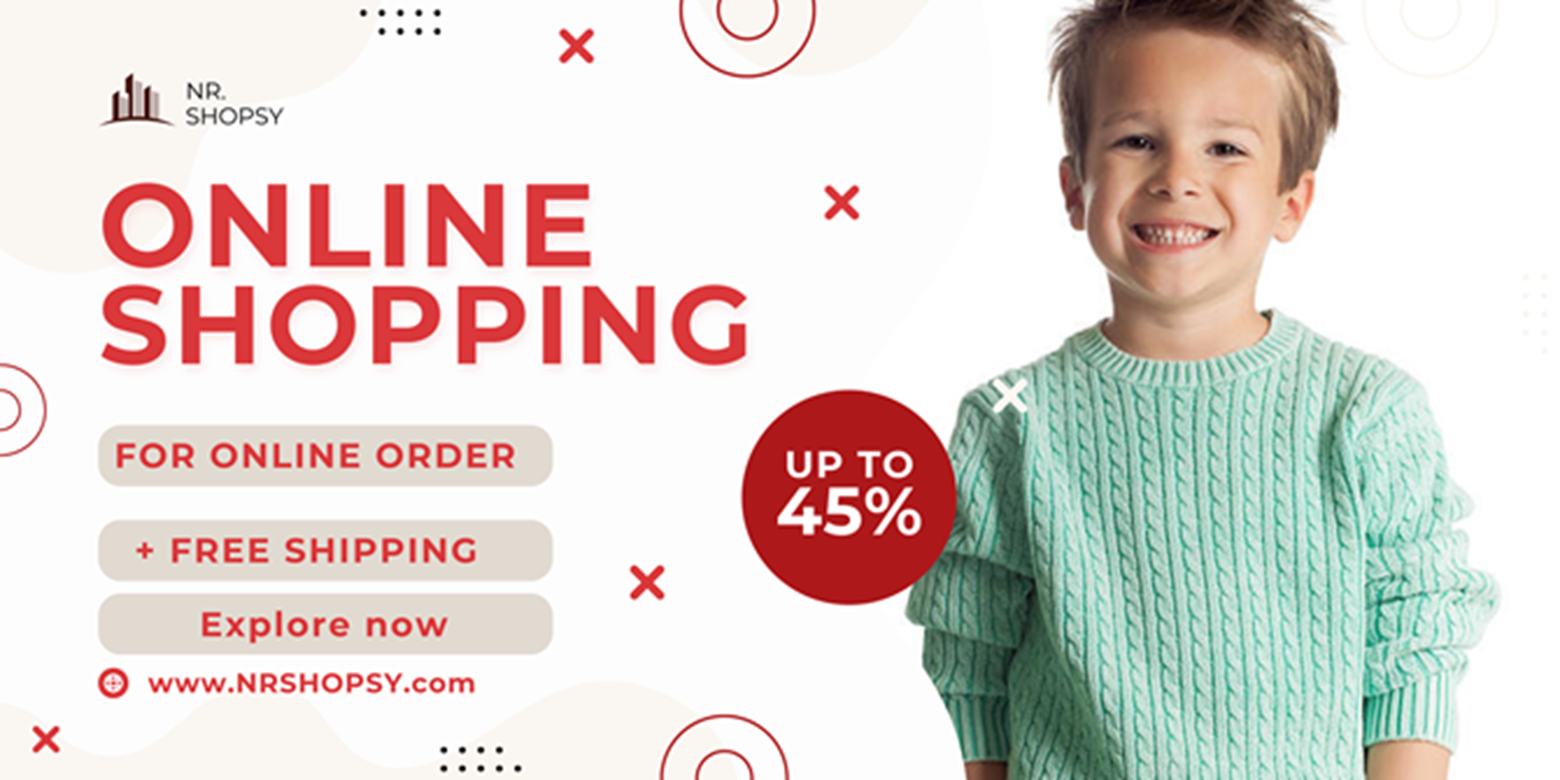 NR.
SHOPSY
ONLINE
SHOPPING
FOR ONLINE ORDER
+ FREE SHIPPING
Explore now
www.NRSHOPSY.com
UP TO
45%